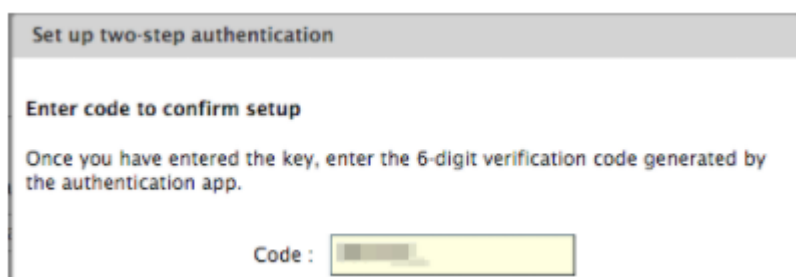 Set up two-step authentication
Enter code to confirm setup
Once you have entered the key, enter the 6-digit verification code generated by
the authentication app.
Code :